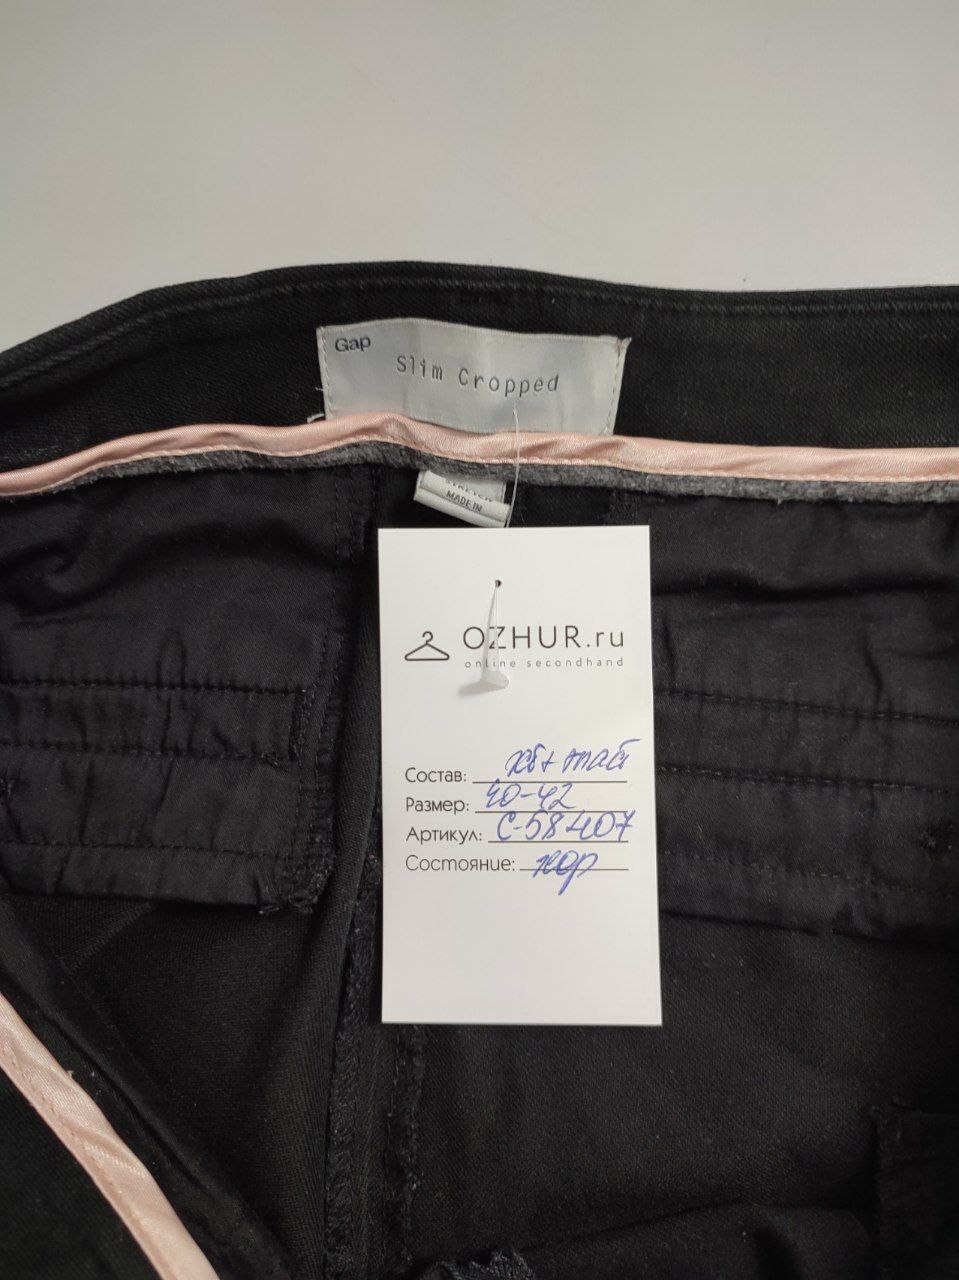 Gap
Slim Cropped
STRETCH
MADE IN
OZHUR.ru
online secondhand
Состав: хб+эласт
Размер: 40-42
Артикул: С-58407
Состояние: хор